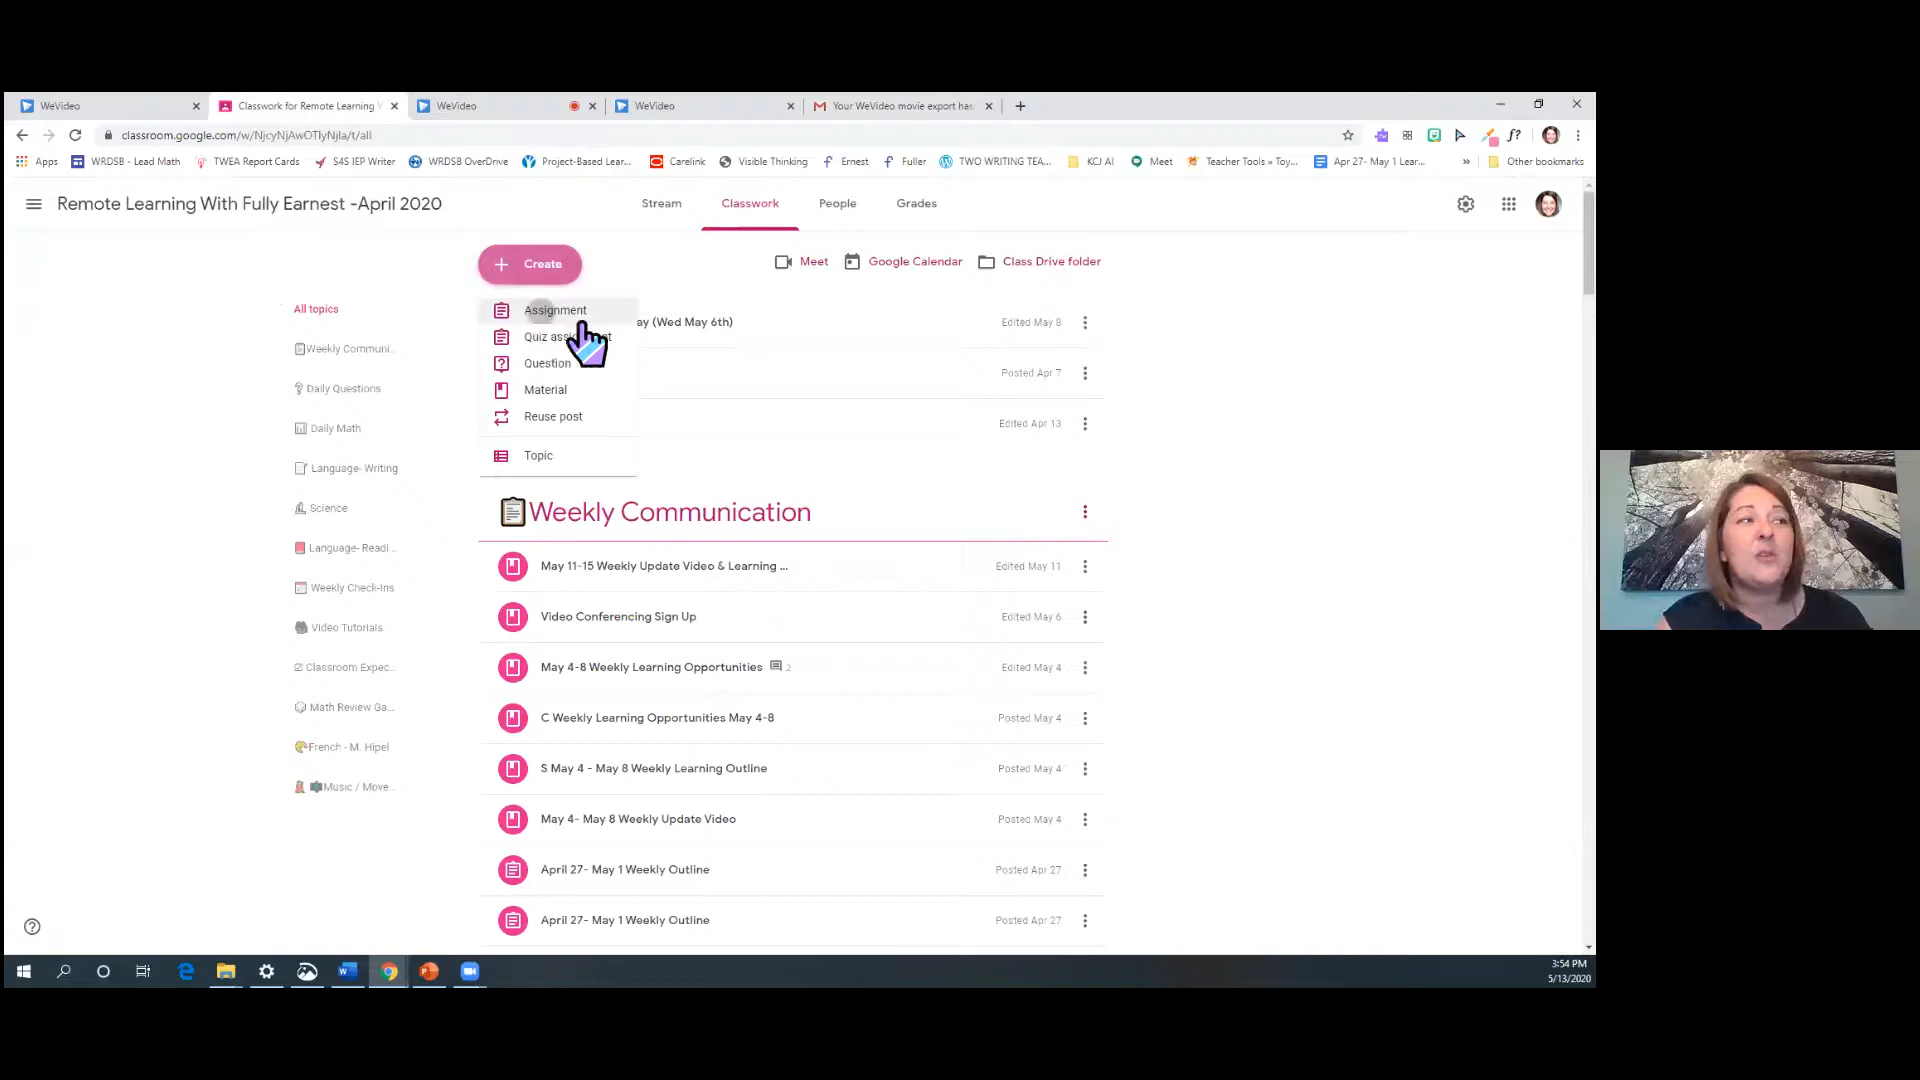 WeVideo
Classwork for Remote Learning
WeVideo
WeVideo
Your WeVideo movie export has
classroom.google.com/w/NjcyNjAwOTIyNjla/t/all
Apps
WRDSB - Lead Math
TWEA Report Cards
S4S IEP Writer
WRDSB OverDrive
Project-Based Lear...
Carelink
Visible Thinking
Ernest
Fuller
TWO WRITING TEA...
KCJ AI
Meet
Teacher Tools » Toy...
Apr 27- May 1 Lear...
»
Other bookmarks
Remote Learning With Fully Earnest -April 2020
Stream
Classwork
People
Grades
+ Create
Meet
Google Calendar
Class Drive folder
All topics
Weekly Communi...
Daily Questions
Daily Math
Language- Writing
Science
Language- Readi...
Weekly Check-Ins
Video Tutorials
Classroom Expec...
Math Review Ga...
French - M. Hipel
Music / Move...
Assignment
Quiz ass
Question
Material
Reuse post
Topic
ay (Wed May 6th)
Edited May 8
Posted Apr 7
Edited Apr 13
Weekly Communication
May 11-15 Weekly Update Video & Learning ...
Edited May 11
Video Conferencing Sign Up
Edited May 6
May 4-8 Weekly Learning Opportunities 2
Edited May 4
C Weekly Learning Opportunities May 4-8
Posted May 4
S May 4 - May 8 Weekly Learning Outline
Posted May 4
May 4- May 8 Weekly Update Video
Posted May 4
April 27- May 1 Weekly Outline
Posted Apr 27
April 27- May 1 Weekly Outline
Posted Apr 27
3:54 PM
5/13/2020